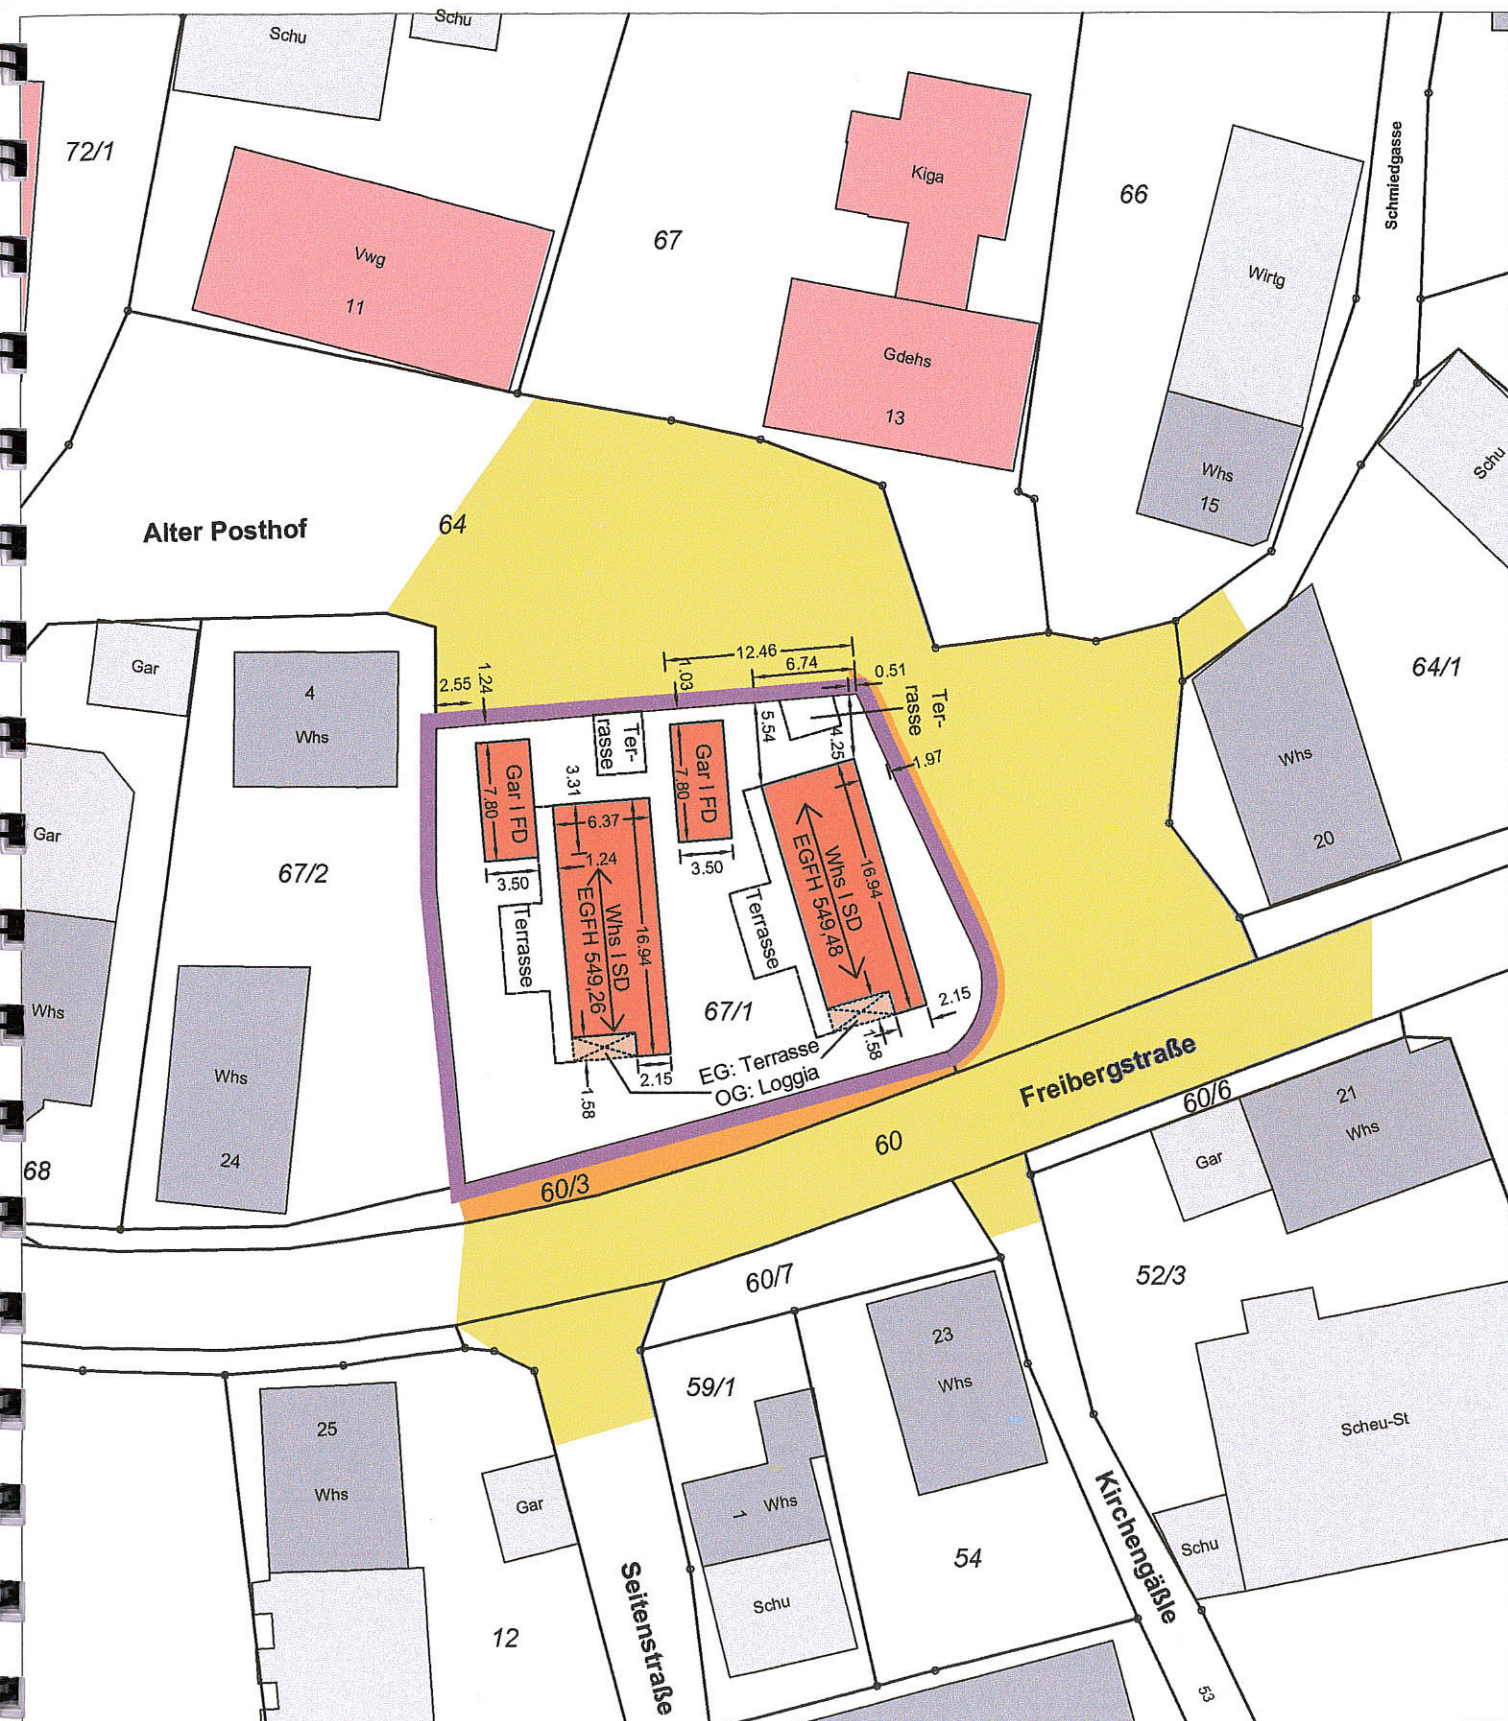 Schu
Schu
72/1
Vwg
11
67
Kiga
66
Schmiedgasse
Wirtg
Gdehs
13
Whs
15
Schu
Alter Posthof
64
64/1
Gar
4
Whs
2.55
1.24
1.03
12.46
6.74
0.51
Ter-
rasse
Ter-
rasse
5.54
4.25
1.97
Gar I FD
7.80
3.50
3.31
6.37
1.24
Gar I FD
7.80
3.50
Whs I SD
EGFH 549,26
16.94
Whs I SD
EGFH 549,48
16.94
Terrasse
Terrasse
Gar
67/2
Whs
20
Whs
67/1
2.15
1.58
EG: Terrasse
OG: Loggia
2.15
1.58
Whs
24
68
60/3
60
Freibergstraße
60/6
21
Whs
Gar
60/7
52/3
23
Whs
59/1
1
Whs
Schu
25
Whs
Gar
12
Seitenstraße
54
Kirchengäßle
53
Schu
Scheu-St